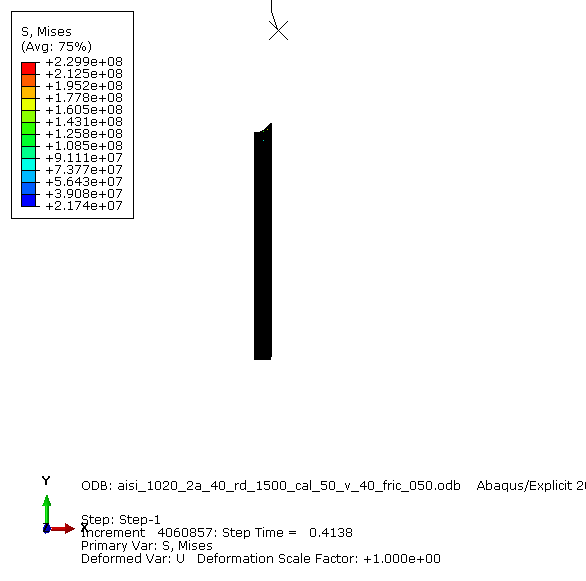 S, Mises
(Avg: 75%)
+2.299e+08
+2.125e+08
+1.952e+08
+1.778e+08
+1.605e+08
+1.431e+08
+1.258e+08
+1.085e+08
+9.111e+07
+7.377e+07
+5.643e+07
+3.908e+07
+2.174e+07
Y
X
ODB: aisi_1020_2a_40_rd_1500_cal_50_v_40_fric_050.odb Abaqus/Explicit
Step: Step-1
Increment 4060857: Step Time = 0.4138
Primary Var: S, Mises
Deformed Var: U Deformation Scale Factor: +1.000e+00